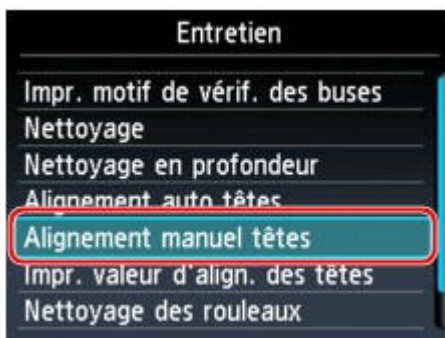 Entretien
Impr. motif de vérif. des buses
Nettoyage
Nettoyage en profondeur
Alignement auto têtes
Alignement manuel têtes
Impr. valeur d'align. des têtes
Nettoyage des rouleaux